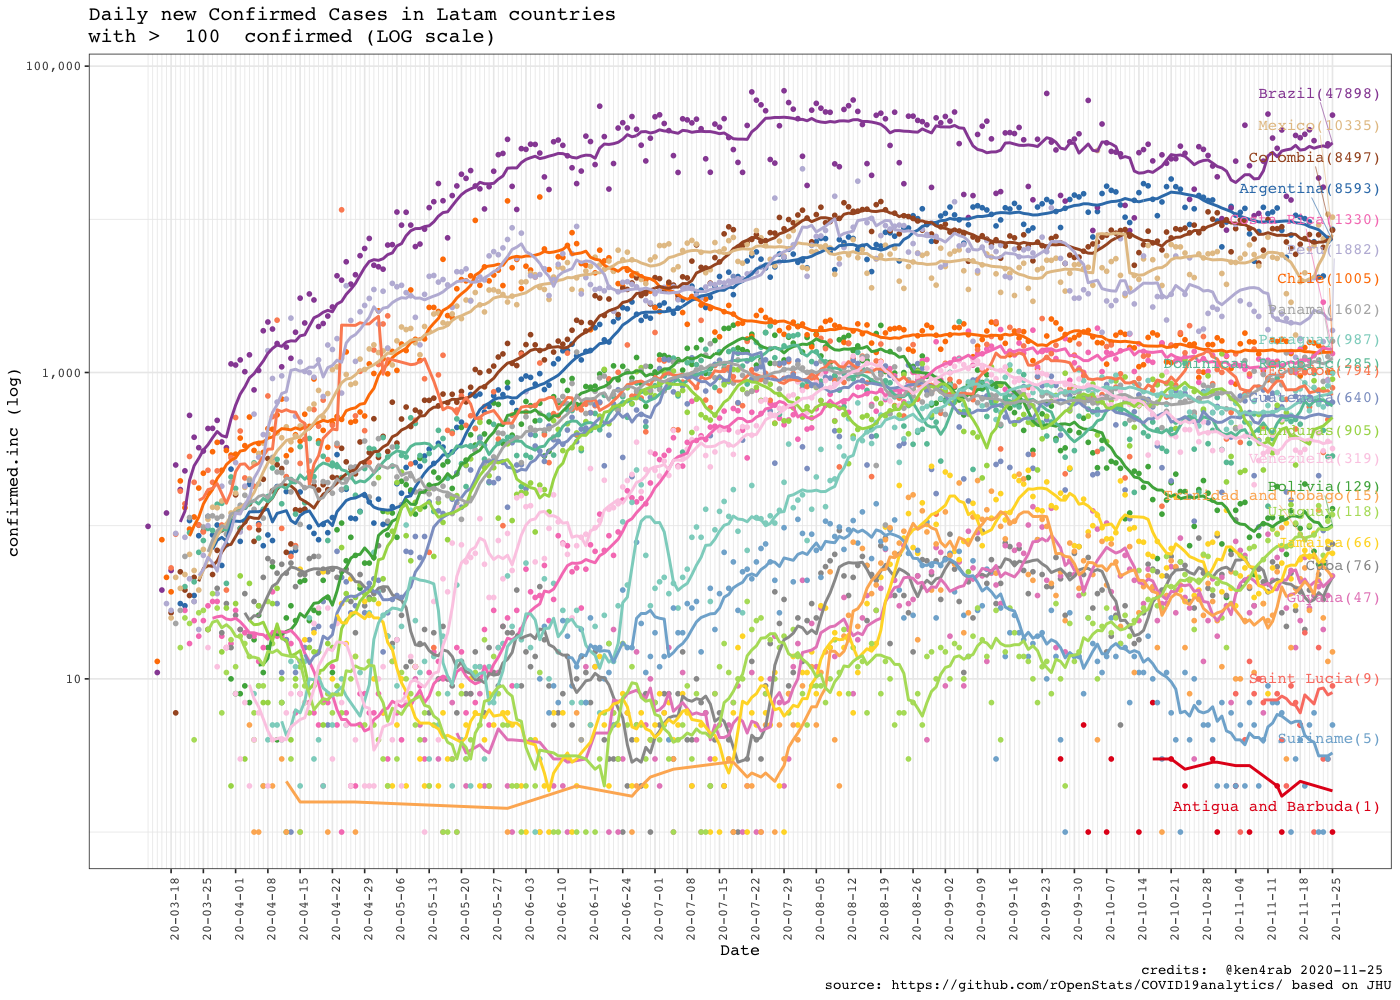 Daily new Confirmed Cases in Latam countries
with >  100  confirmed (LOG scale)
100,000
1,000
10
confirmed.inc (log)
Brazil(47898)
Mexico(10335)
Colombia(8497)
Argentina(8593)
Rica(1330)
Peru(1882)
Chile(1005)
Panama(1602)
Paraguay(987)
(285)
(794)
Guatemala(640)
Honduras(905)
Venezuela(319)
Bolivia(129)
Trinidad and Tobago(15)
Uruguay(118)
Jamaica(66)
Cuba(76)
Guyana(47)
Saint Lucia(9)
Suriname(5)
Antigua and Barbuda(1)
20-03-18
20-03-25
20-04-01
20-04-08
20-04-15
20-04-22
20-04-29
20-05-06
20-05-13
20-05-20
20-05-27
20-06-03
20-06-10
20-06-17
20-06-24
20-07-01
20-07-08
20-07-15
20-07-22
20-07-29
20-08-05
20-08-12
20-08-19
20-08-26
20-09-02
20-09-09
20-09-16
20-09-23
20-09-30
20-10-07
20-10-14
20-10-21
20-10-28
20-11-04
20-11-11
20-11-18
20-11-25
Date
credits:  @ken4rab 2020-11-25
source: https://github.com/rOpenStats/COVID19analytics/ based on JHU